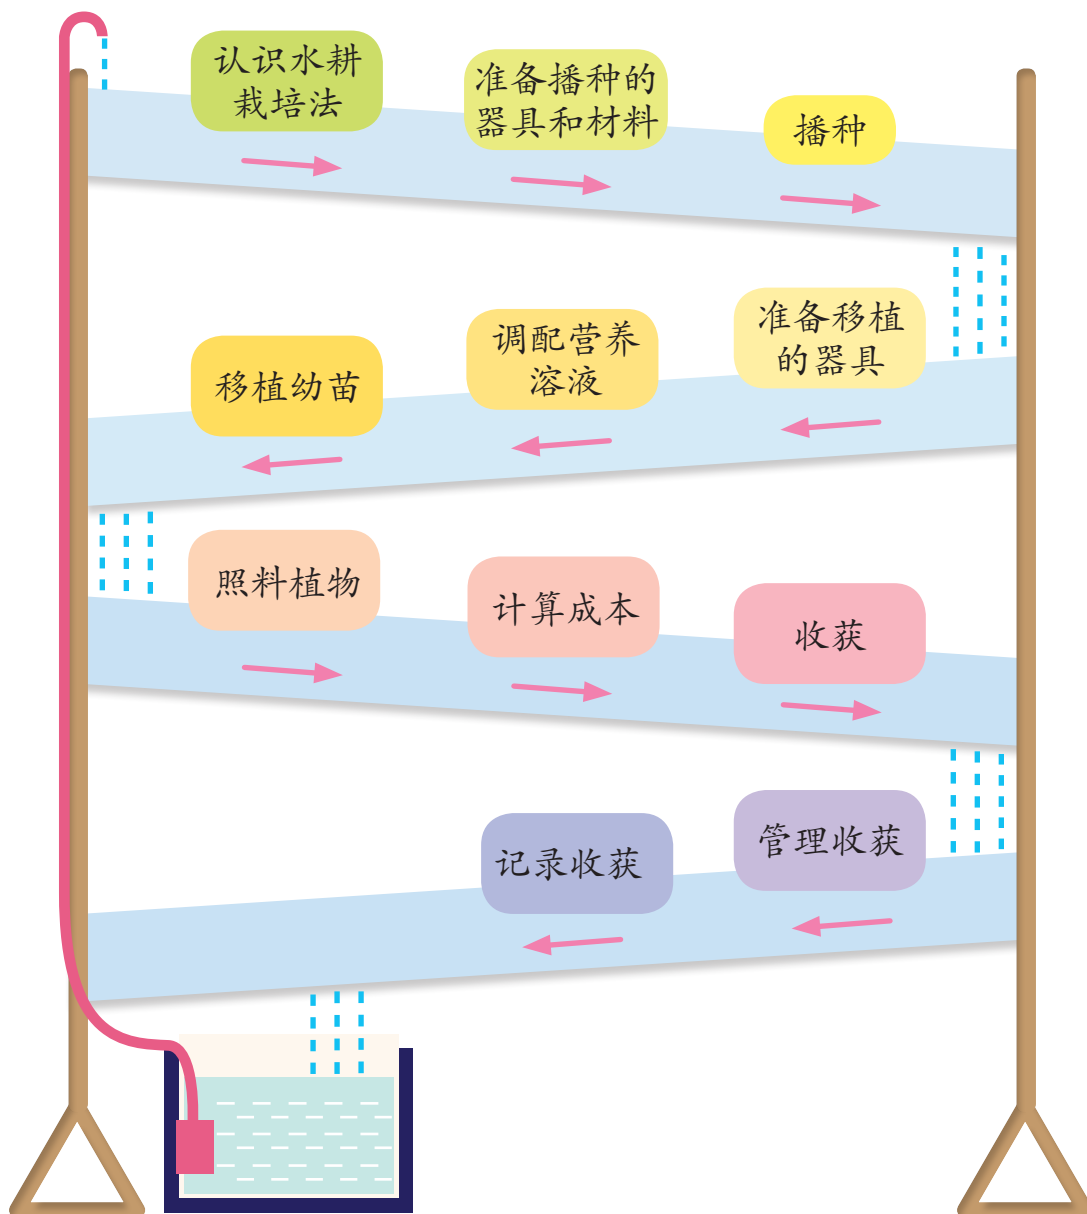 认识水耕
栽培法
准备播种的
器具和材料
播种
准备移植
的器具
调配营养
溶液
移植幼苗
照料植物
计算成本
收获
管理收获
记录收获